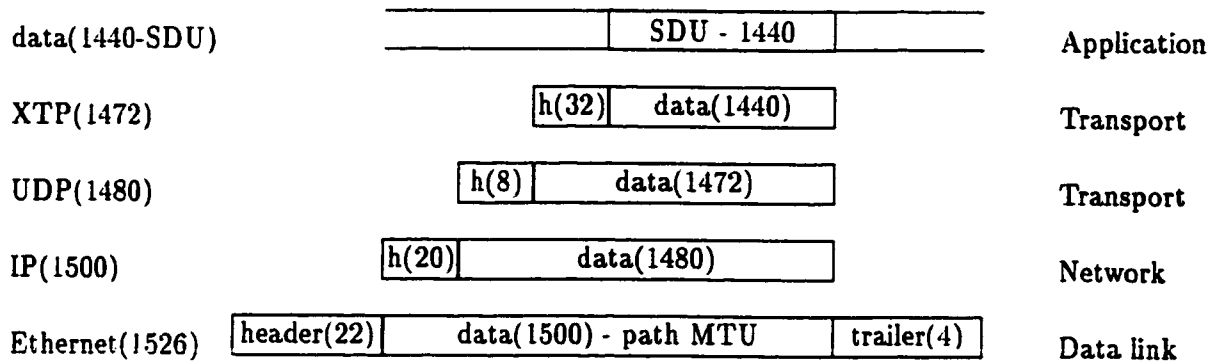 data(1440-SDU) SDU - 1440 Application
XTP(1472) h(32) data(1440) Transport
UDP(1480) h(8) data(1472) Transport
IP(1500) h(20) data(1480) Network
Ethernet(1526) header(22) data(1500) - path MTU trailer(4) Data link